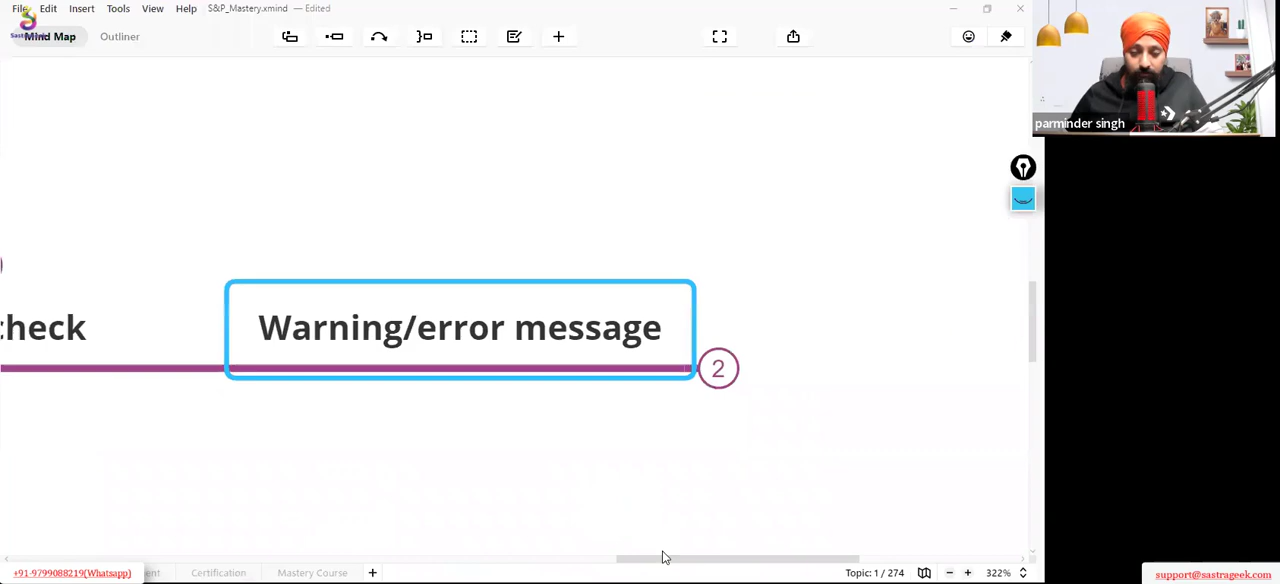 File Edit Insert Tools View Help S&P_Mastery.xmind — Edited
Mind Map Outliner
parminder singh
check Warning/error message
2
+91-9799088219(Whatsapp) Certification Mastery Course Topic: 1 / 274 322%
support@sastrageek.com